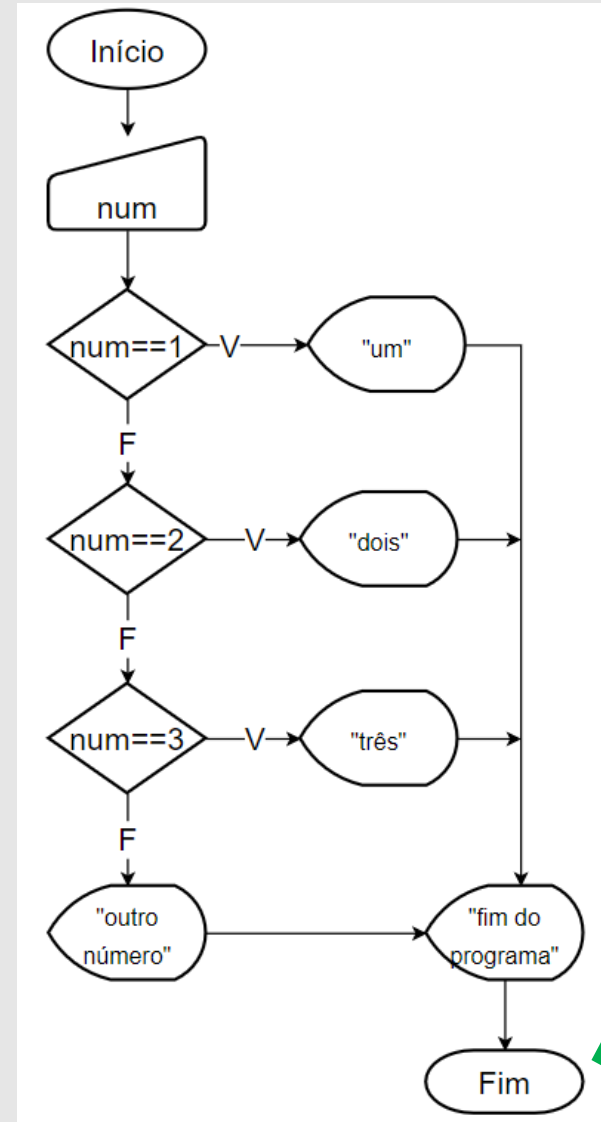 Início
num
num==1
V
"um"
F
num==2
V
"dois"
F
num==3
V
"três"
F
"outro
número"
"fim do
programa"
Fim